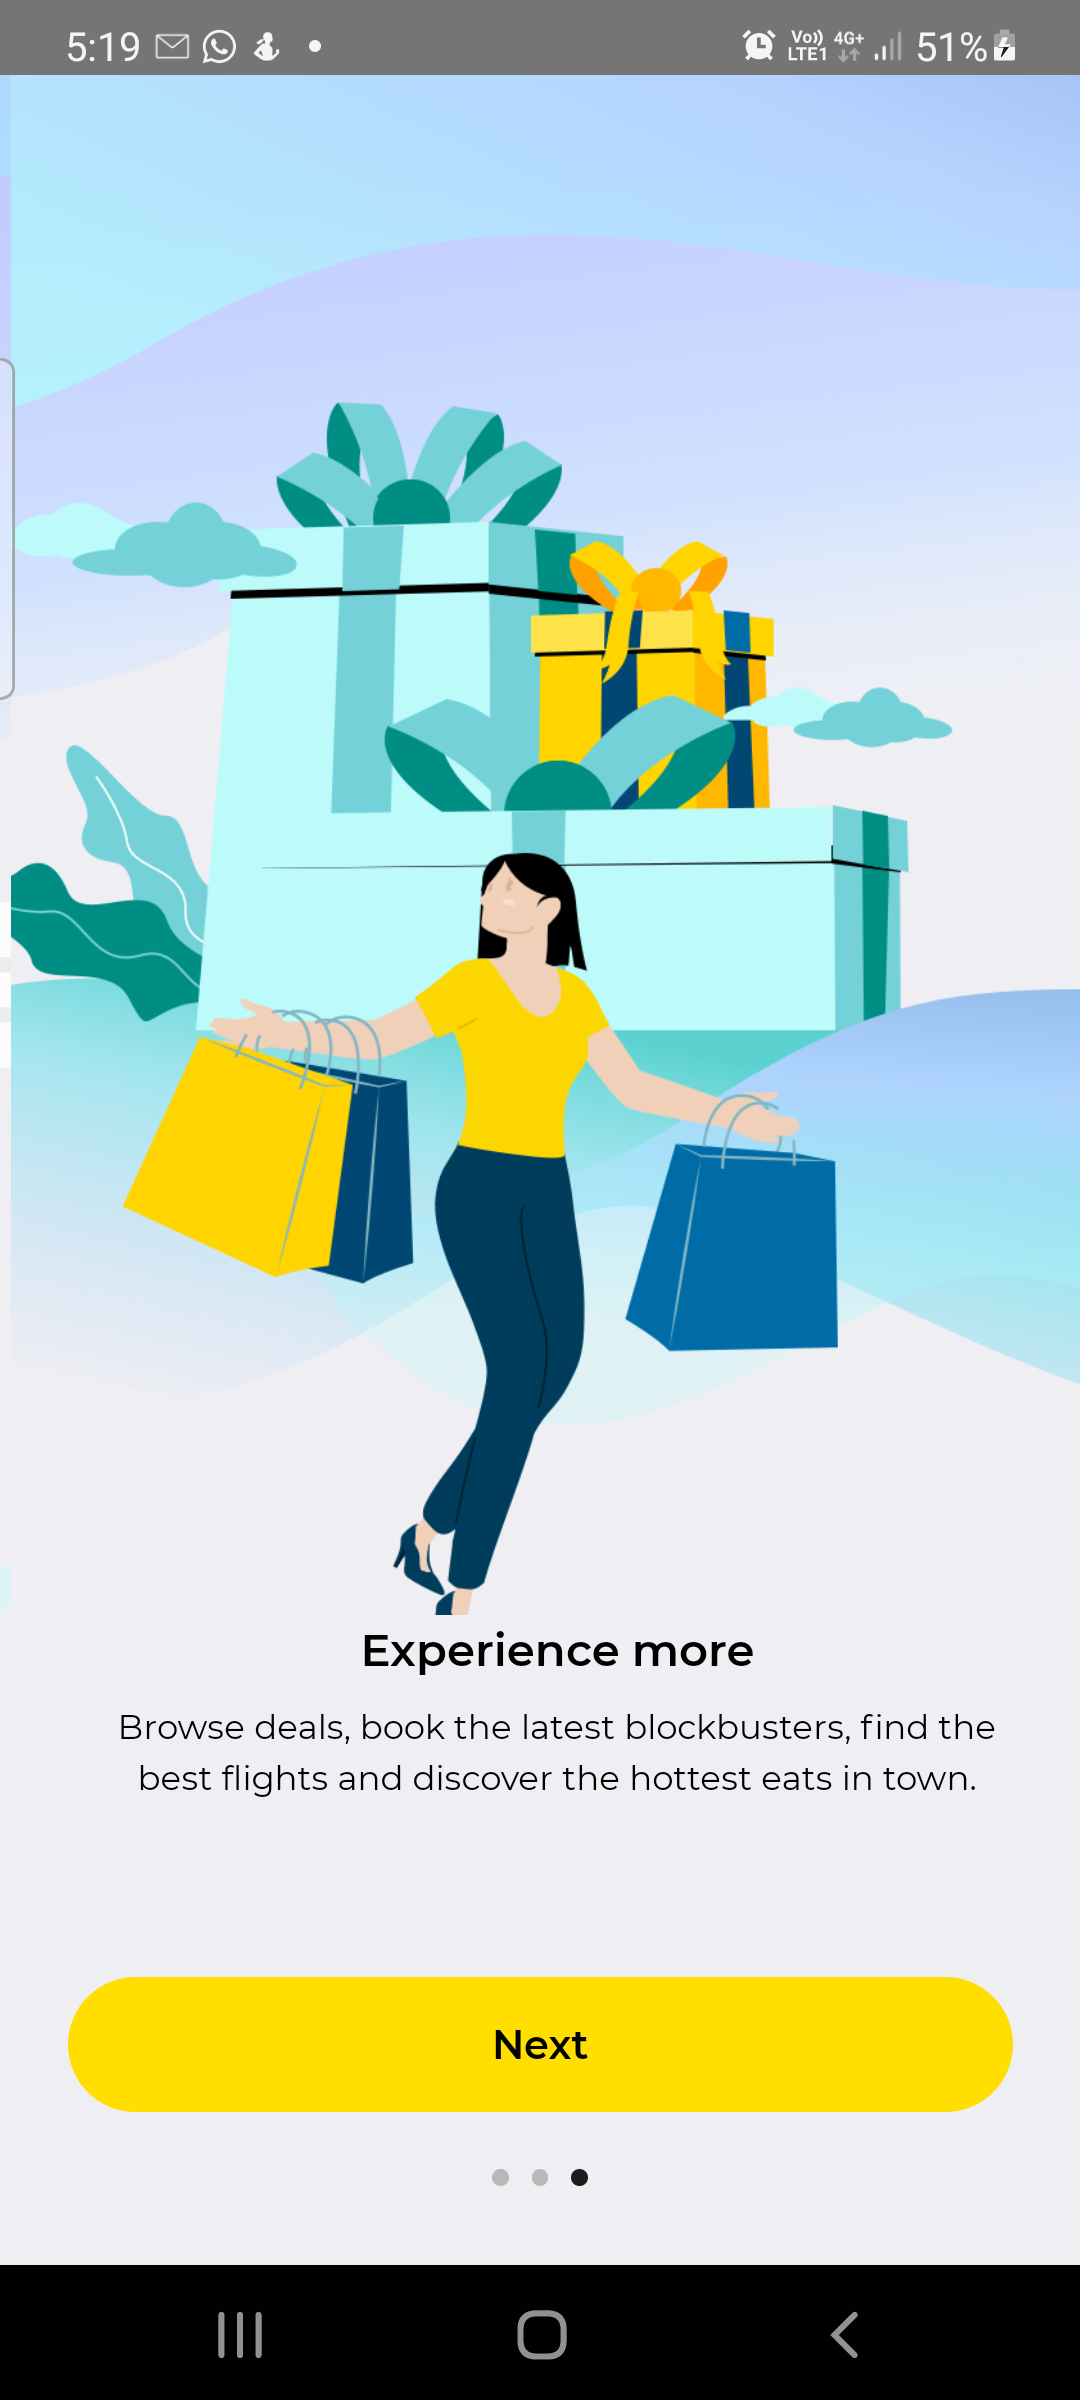 5:19
Vo)) LTE1 4G+ 51%
Experience more
Browse deals, book the latest blockbusters, find the
best flights and discover the hottest eats in town.
Next